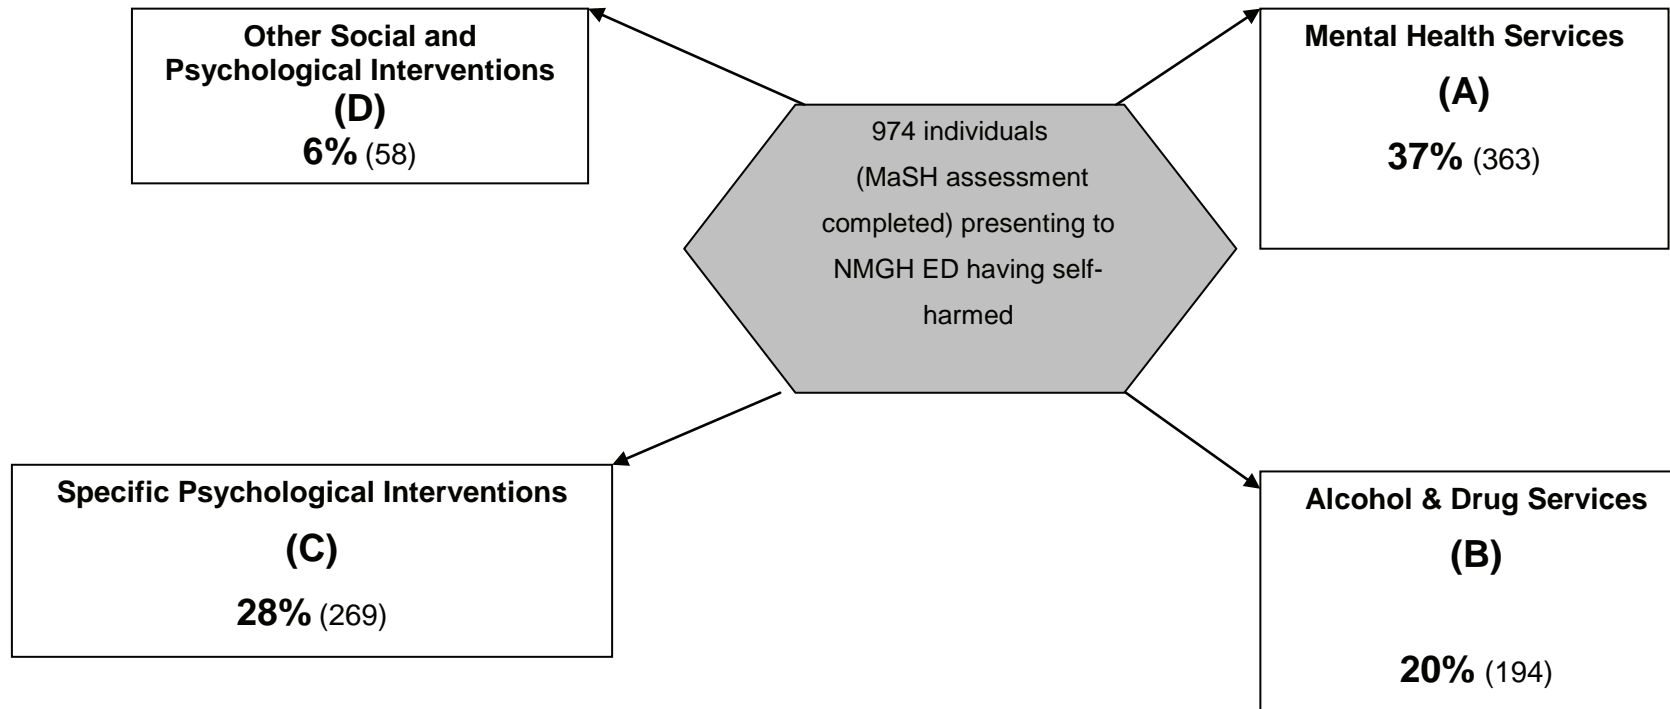 Other Social and
Psychological Interventions
(D)
6% (58)
Mental Health Services
(A)
37% (363)
974 individuals
(MaSH assessment
completed) presenting to
NMGH ED having self-
harmed
Specific Psychological Interventions
(C)
28% (269)
Alcohol & Drug Services
(B)
20% (194)